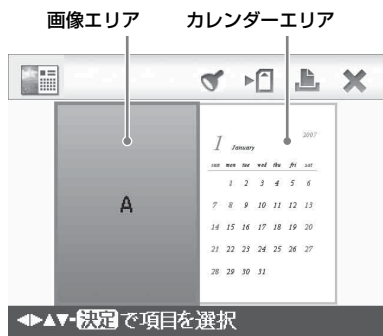 画像エリア カレンダーエリア
1 January 2007
sun mon tue wed thu fri sat
1 2 3 4 5 6
7 8 9 10 11 12 13
A
14 15 16 17 18 19 20
21 22 23 24 25 26 27
28 29 30 31
◀▶▲▼-決定で項目を選択